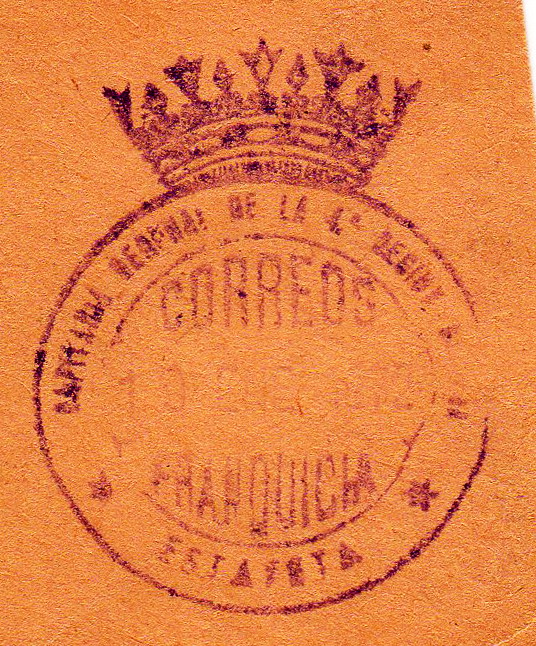 CAPITANIA GENERAL DE LA 4ª REGION
CORREOS
FRANQUICIA
ESTAFETA